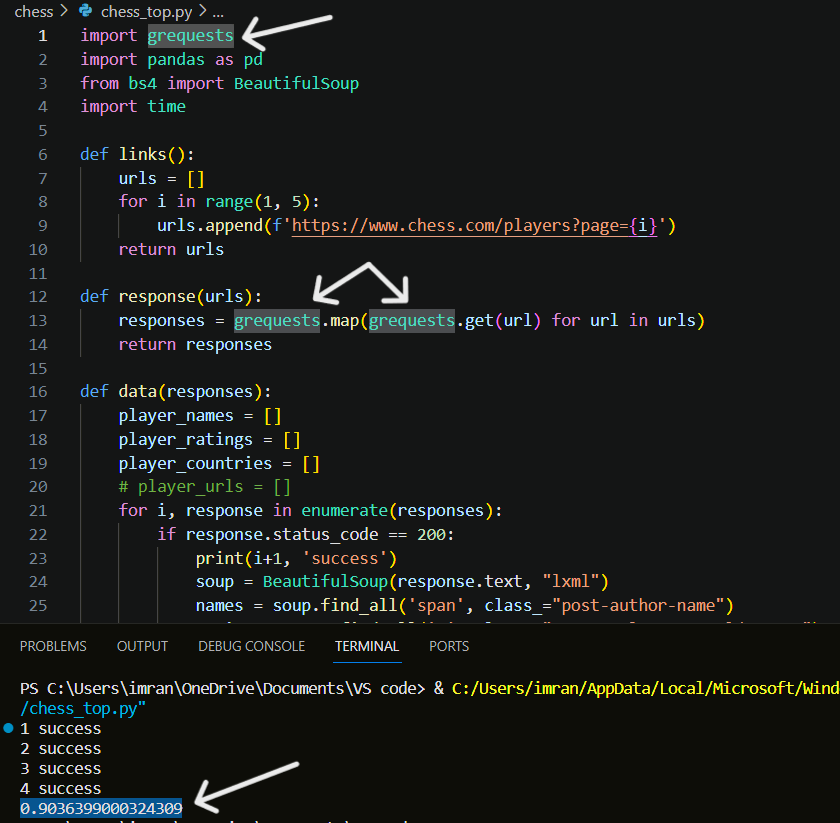 chess > chess_top.py > ...
1 import grequests
2 import pandas as pd
3 from bs4 import BeautifulSoup
4 import time
5
6 def links():
7     urls = []
8     for i in range(1, 5):
9         urls.append(f'https://www.chess.com/players?page={i}')
10     return urls
11
12 def response(urls):
13     responses = grequests.map(grequests.get(url) for url in urls)
14     return responses
15
16 def data(responses):
17     player_names = []
18     player_ratings = []
19     player_countries = []
20     # player_urls = []
21     for i, response in enumerate(responses):
22         if response.status_code == 200:
23             print(i+1, 'success')
24             soup = BeautifulSoup(response.text, "lxml")
25             names = soup.find_all('span', class_="post-author-name")
PROBLEMS OUTPUT DEBUG CONSOLE TERMINAL PORTS
PS C:\Users\imran\OneDrive\Documents\VS code> & C:/Users/imran/AppData/Local/Microsoft/Wind
/chess_top.py"
1 success
2 success
3 success
4 success
0.9036399000324309